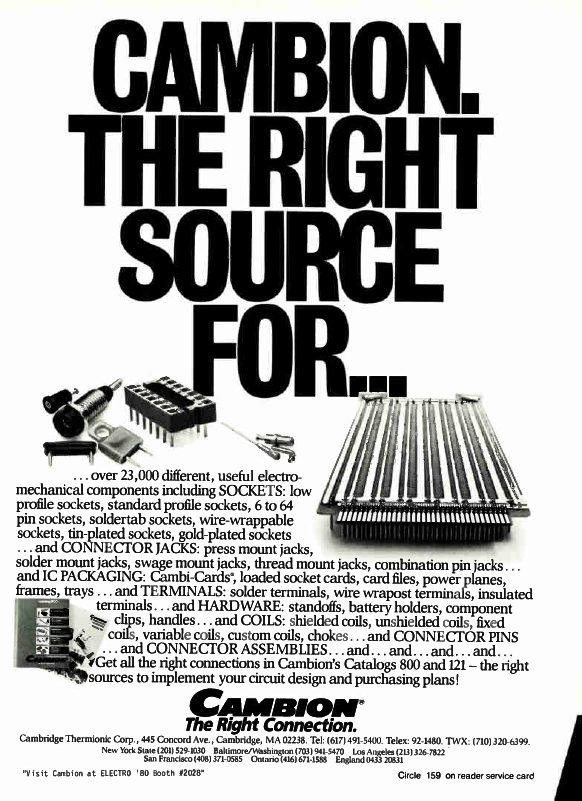 CAMBION.
THE RIGHT
SOURCE
FOR...
...over 23,000 different, useful electro-
mechanical components including SOCKETS: low
profile sockets, standard profile sockets, 6 to 64
pin sockets, soldertab sockets, wire-wrappable
sockets, tin-plated sockets, gold-plated sockets
...and CONNECTOR JACKS: press mount jacks,
solder mount jacks, swage mount jacks, thread mount jacks, combination pin jacks...
and IC PACKAGING: Cambi-Cards®, loaded socket cards, card files, power planes,
frames, trays...and TERMINALS: solder terminals, wire wrapost terminals, insulated
terminals...and HARDWARE: standoffs, battery holders, component
clips, handles...and COILS: shielded coils, unshielded coils, fixed
coils, variable coils, custom coils, chokes...and CONNECTOR PINS
...and CONNECTOR ASSEMBLIES...and...and...and...and...
Get all the right connections in Cambion's Catalogs 800 and 121 – the right
sources to implement your circuit design and purchasing plans!
CAMBION®
The Right Connection.
Cambridge Thermionic Corp., 445 Concord Ave., Cambridge, MA 02238. Tel: (617) 491-5400. Telex: 92-1480. TWX: (710) 320-6399.
New York State (201) 529-1030 Baltimore/Washington (703) 941-5470 Los Angeles (213) 326-7822
San Francisco (408) 371-0585 Ontario (416) 671-1588 England 0433 20831
"Visit Cambion at ELECTRO '80 Booth #2028"
Circle 159 on reader service card